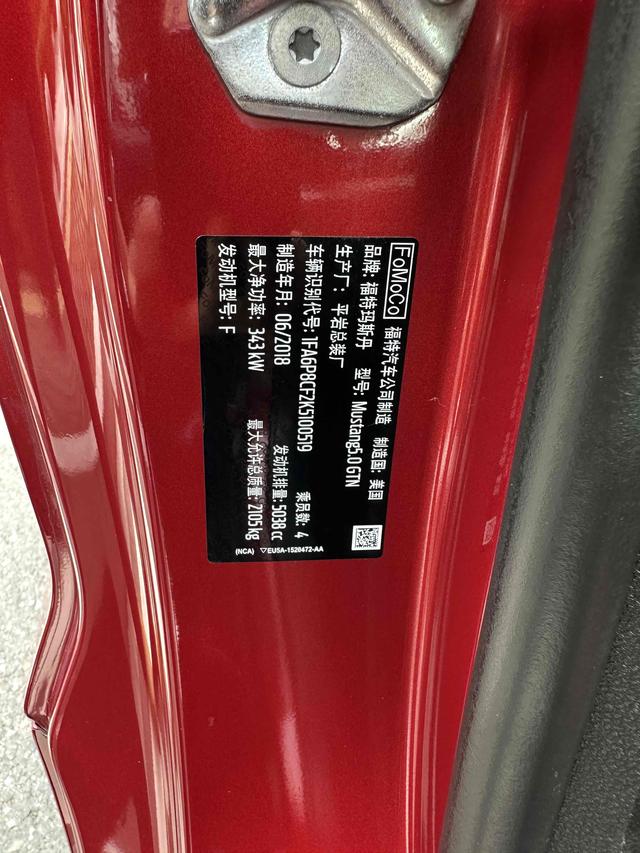 FoMoCo 福特汽车公司制造 制造国: 美国
品牌: 福特玛斯丹 型号: Mustang5.0 GTN
生产厂: 平岩总装厂
车辆识别代号: 1FA6P8CFZK5100519
制造年月: 06/2018 乘员数: 4
最大净功率: 343 kW 发动机排量: 5038 cc
发动机型号: F 最大允许总质量: 2105 kg
(NCA) ▽EU5A-1520472-AA